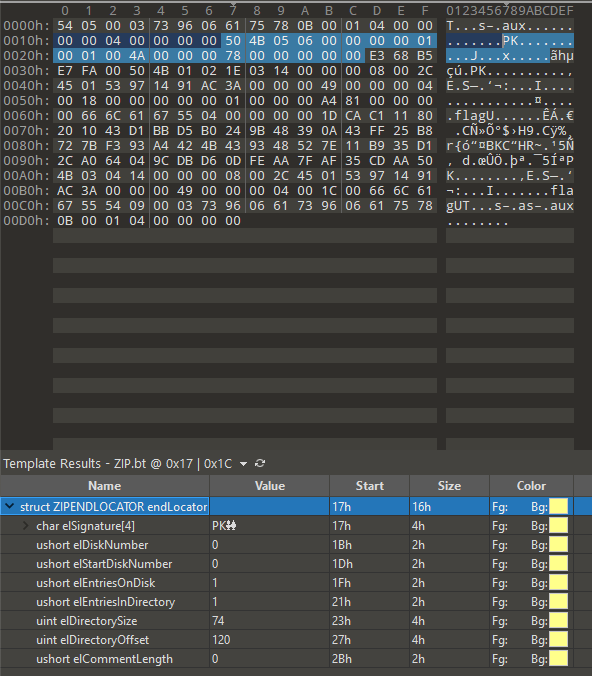 0 1 2 3 4 5 6 7 8 9 A B C D E F 0123456789ABCDEF
0000h: 54 05 00 03 73 96 06 61 75 78 0B 00 01 04 00 00 T...s–.aux......
0010h: 00 00 04 00 00 00 00 50 4B 05 06 00 00 00 00 01 .......PK.......
0020h: 00 01 00 4A 00 00 00 78 00 00 00 00 00 E3 68 B5 ...J...x.....ãhµ
0030h: E7 FA 00 50 4B 01 02 1E 03 14 00 00 00 08 00 2C çú.PK..........,
0040h: 45 01 53 97 14 91 AC 3A 00 00 00 49 00 00 00 04 E.S—.‘¬:...I....
0050h: 00 18 00 00 00 00 00 01 00 00 00 A4 81 00 00 00 ...........¤....
0060h: 00 66 6C 61 67 55 04 00 00 00 00 1D CA C1 11 80 .flagU......ÊÁ.€
0070h: 20 10 43 D1 BB D5 B0 24 9B 48 39 0A 43 FF 25 B8  .CÑ»Õ°$›H9.Cÿ%¸
0080h: 72 7B F3 93 A4 42 4B 43 93 48 52 7E 11 B9 35 D1 r{ó“¤BKC“HR~.¹5Ñ
0090h: 2C A0 64 04 9C DB D6 0D FE AA 7F AF 35 CD AA 50 , d.œÛÖ.þª.¯5ÍªP
00A0h: 4B 03 04 14 00 00 00 08 00 2C 45 01 53 97 14 91 K........,E.S—.‘
00B0h: AC 3A 00 00 00 49 00 00 00 04 00 1C 00 66 6C 61 ¬:...I.......fla
00C0h: 67 55 54 09 00 03 73 96 06 61 73 96 06 61 75 78 gUT...s–.as–.aux
00D0h: 0B 00 01 04 00 00 00 00 ........
Template Results - ZIP.bt @ 0x17 | 0x1C
Name Value Start Size Color
struct ZIPENDLOCATOR endLocator 17h 16h Fg: Bg:
char elSignature[4] PK 17h 4h Fg: Bg:
ushort elDiskNumber 0 1Bh 2h Fg: Bg:
ushort elStartDiskNumber 0 1Dh 2h Fg: Bg:
ushort elEntriesOnDisk 1 1Fh 2h Fg: Bg:
ushort elEntriesInDirectory 1 21h 2h Fg: Bg:
uint elDirectorySize 74 23h 4h Fg: Bg:
uint elDirectoryOffset 120 27h 4h Fg: Bg:
ushort elCommentLength 0 2Bh 2h Fg: Bg: